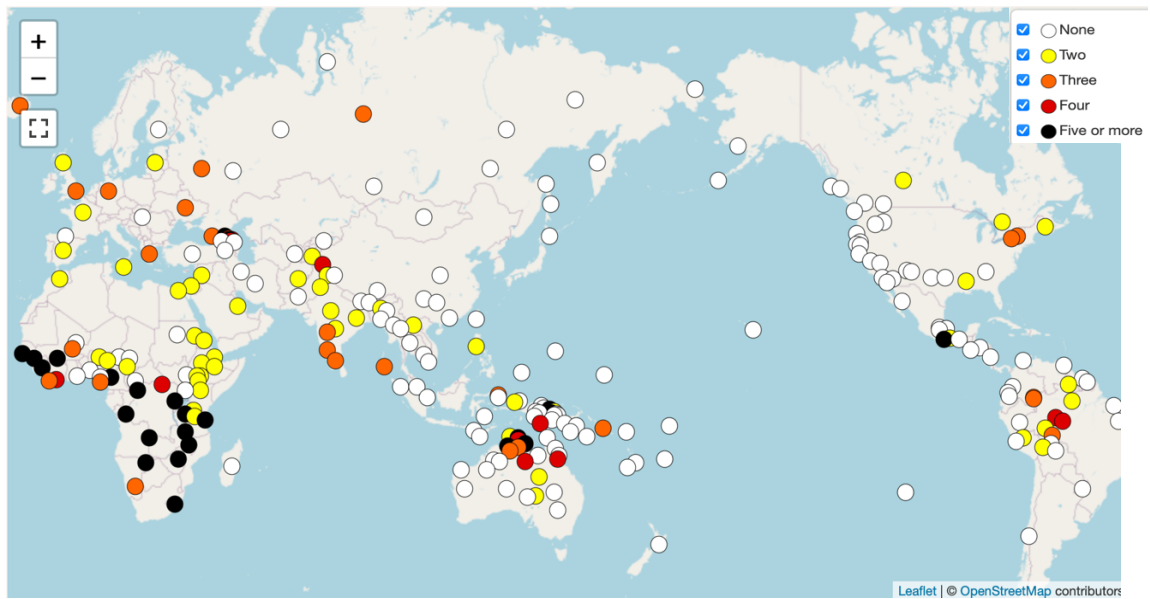 +
−
None
Two
Three
Four
Five or more
Leaflet | © OpenStreetMap contributors